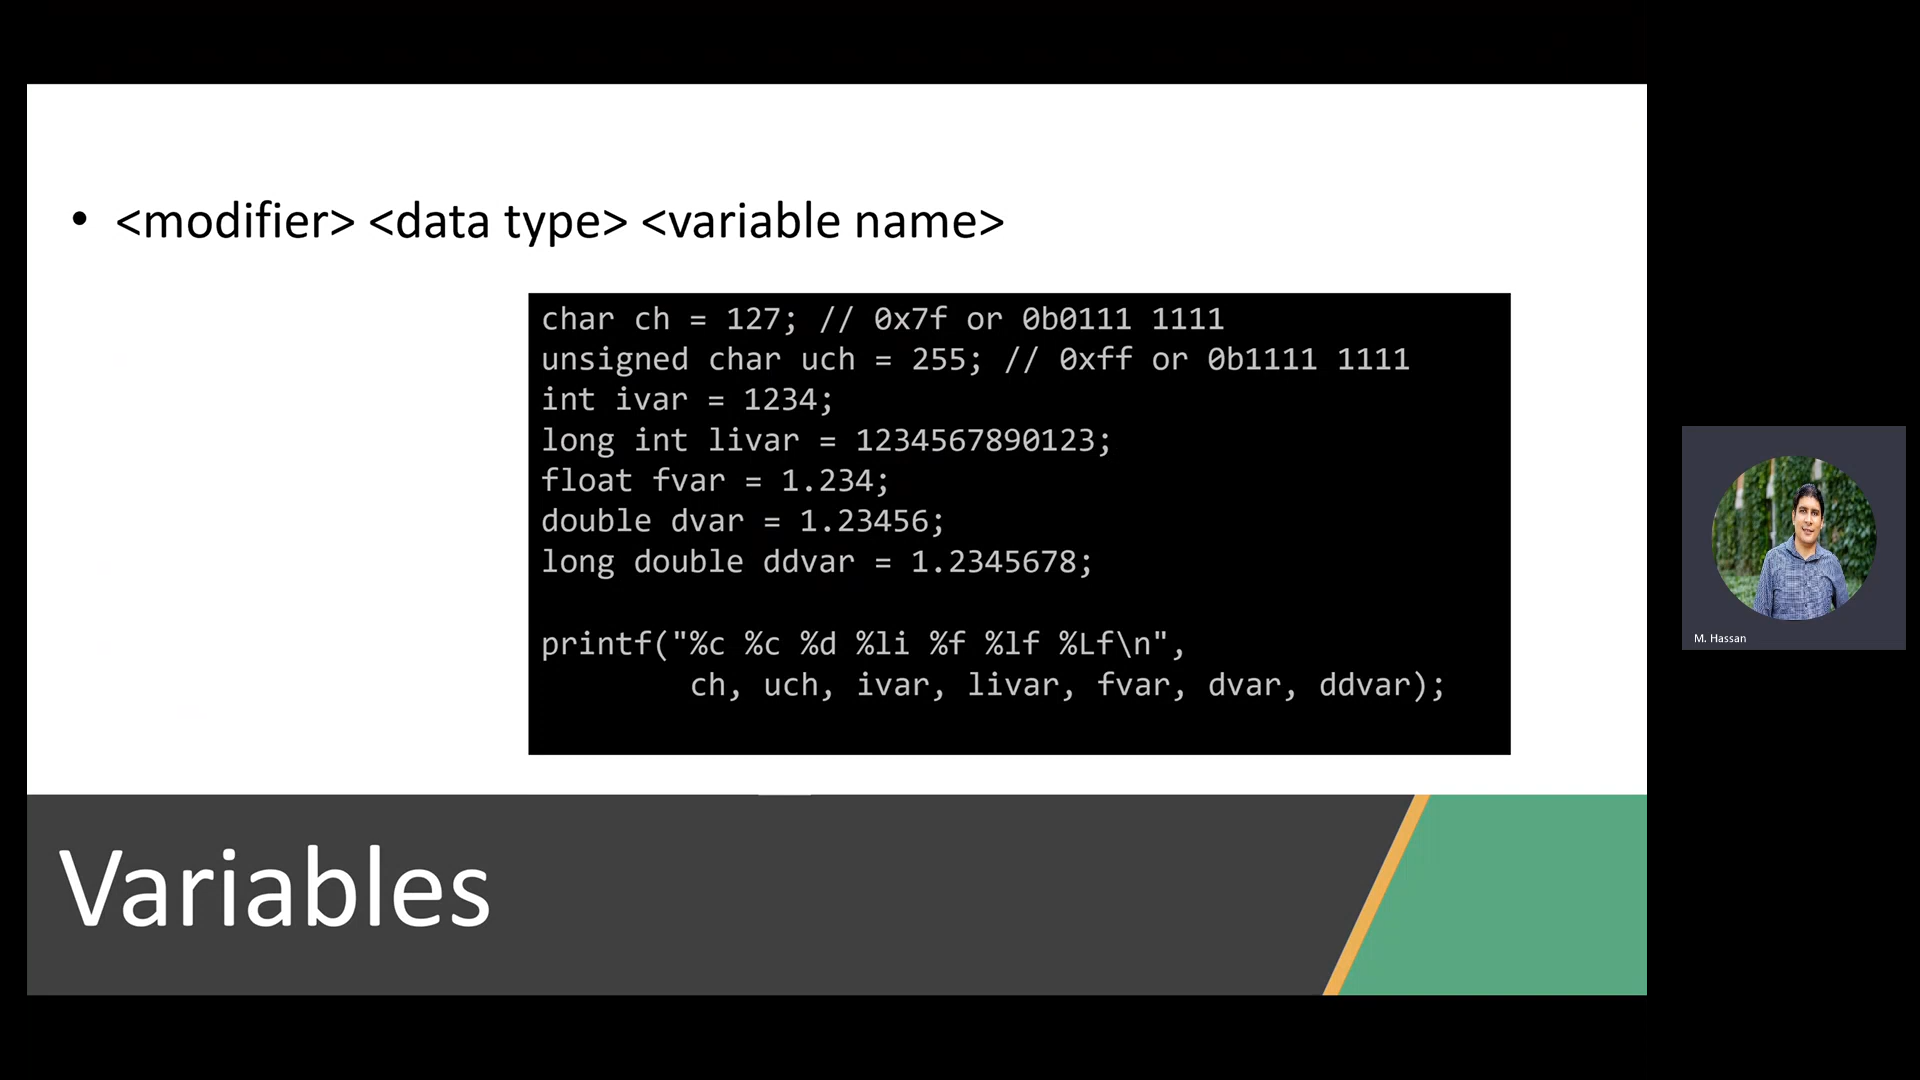 • <modifier> <data type> <variable name>
char ch = 127; // 0x7f or 0b0111 1111
unsigned char uch = 255; // 0xff or 0b1111 1111
int ivar = 1234;
long int livar = 1234567890123;
float fvar = 1.234;
double dvar = 1.23456;
long double ddvar = 1.2345678;
printf("%c %c %d %li %f %lf %Lf\n",
ch, uch, ivar, livar, fvar, dvar, ddvar);
Variables
M. Hassan